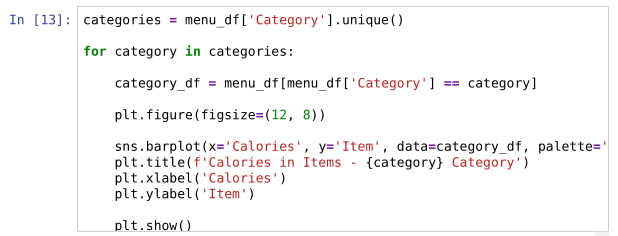 In [13]: categories = menu_df['Category'].unique()
for category in categories:
category_df = menu_df[menu_df['Category'] == category]
plt.figure(figsize=(12, 8))
sns.barplot(x='Calories', y='Item', data=category_df, palette='
plt.title(f'Calories in Items - {category} Category')
plt.xlabel('Calories')
plt.ylabel('Item')
plt.show()